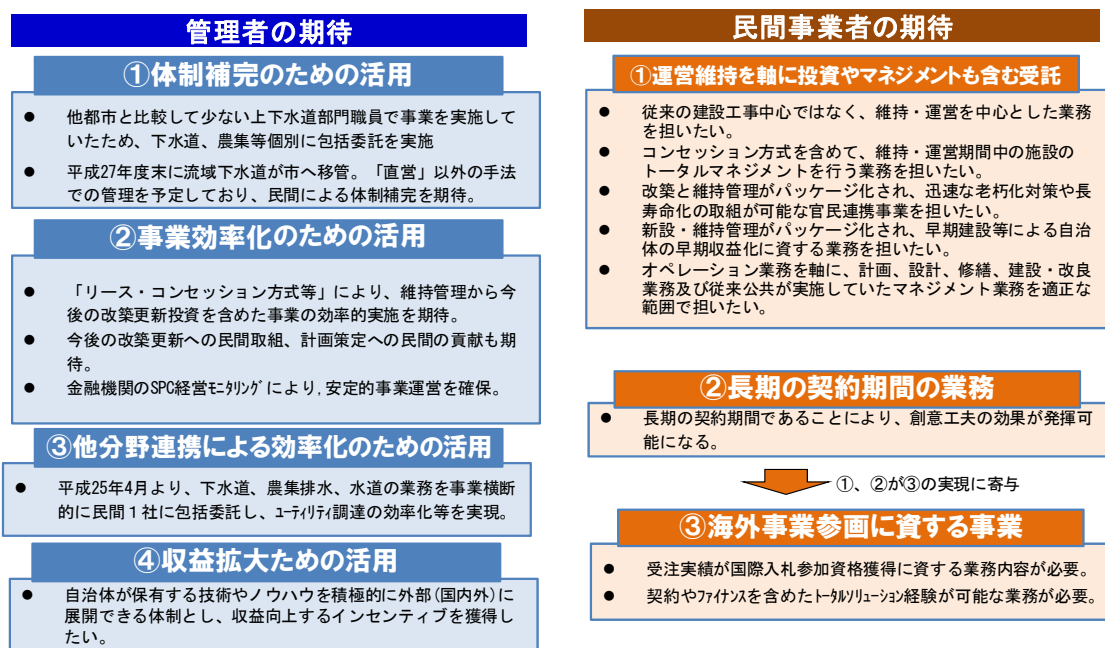 管理者の期待
①体制補完のための活用
● 他都市と比較して少ない上下水道部門職員で事業を実施して
いたため、下水道、農集等個別に包括委託を実施
● 平成27年度末に流域下水道が市へ移管。「直営」以外の手法
での管理を予定しており、民間による体制補完を期待。
②事業効率化のための活用
● 「リース・コンセッション方式等」により、維持管理から今
後の改築更新投資を含めた事業の効率的実施を期待。
● 今後の改築更新への民間取組、計画策定への民間の貢献も期
待。
● 金融機関のSPC経営ﾓﾆﾀﾘﾝｸﾞにより,安定的事業運営を確保。
③他分野連携による効率化のための活用
● 平成25年4月より、下水道、農集排水、水道の業務を事業横断
的に民間１社に包括委託し、ﾕｰﾃｨﾘﾃｨ調達の効率化等を実現。
④収益拡大ための活用
● 自治体が保有する技術やノウハウを積極的に外部(国内外)に
展開できる体制とし、収益向上するインセンティブを獲得し
たい。
民間事業者の期待
①運営維持を軸に投資やマネジメントも含む受託
● 従来の建設工事中心ではなく、維持・運営を中心とした業務
を担いたい。
● コンセッション方式を含めて、維持・運営期間中の施設の
トータルマネジメントを行う業務を担いたい。
● 改築と維持管理がパッケージ化され、迅速な老朽化対策や長
寿命化の取組が可能な官民連携事業を担いたい。
● 新設・維持管理がパッケージ化され、早期建設等による自治
体の早期収益化に資する業務を担いたい。
● オペレーション業務を軸に、計画、設計、修繕、建設・改良
業務及び従来公共が実施していたマネジメント業務を適正な
範囲で担いたい。
②長期の契約期間の業務
● 長期の契約期間であることにより、創意工夫の効果が発揮可
能になる。
①、②が③の実現に寄与
③海外事業参画に資する事業
● 受注実績が国際入札参加資格獲得に資する業務内容が必要。
● 契約やﾌｧｲﾅﾝｽを含めたﾄｰﾀﾙｿﾘｭｰｼｮﾝ経験が可能な業務が必要。